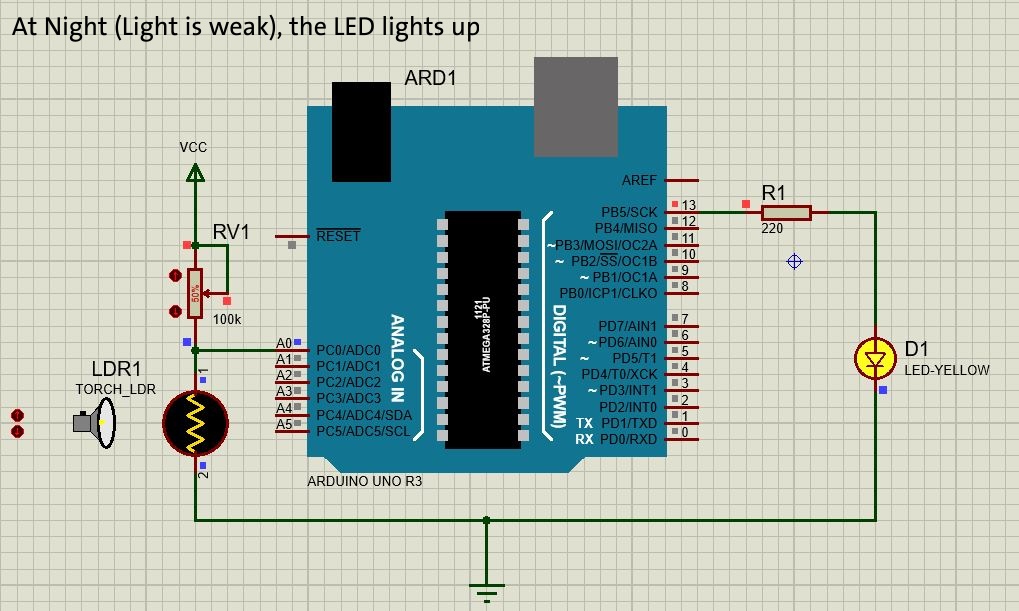 At Night (Light is weak), the LED lights up
ARD1
VCC
RV1
50%
100k
LDR1
TORCH_LDR
1
2
RESET
A0 PC0/ADC0
A1 PC1/ADC1
A2 PC2/ADC2
A3 PC3/ADC3
A4 PC4/ADC4/SDA
A5 PC5/ADC5/SCL
ANALOG IN
ARDUINO UNO R3
1121
ATMEGA328P-PU
DIGITAL (~PWM)
AREF
PB5/SCK 13
PB4/MISO 12
~PB3/MOSI/OC2A 11
~ PB2/SS/OC1B 10
~ PB1/OC1A 9
PB0/ICP1/CLKO 8
PD7/AIN1 7
~ PD6/AIN0 6
~ PD5/T1 5
PD4/T0/XCK 4
~ PD3/INT1 3
PD2/INT0 2
TX PD1/TXD 1
RX PD0/RXD 0
R1
220
D1
LED-YELLOW